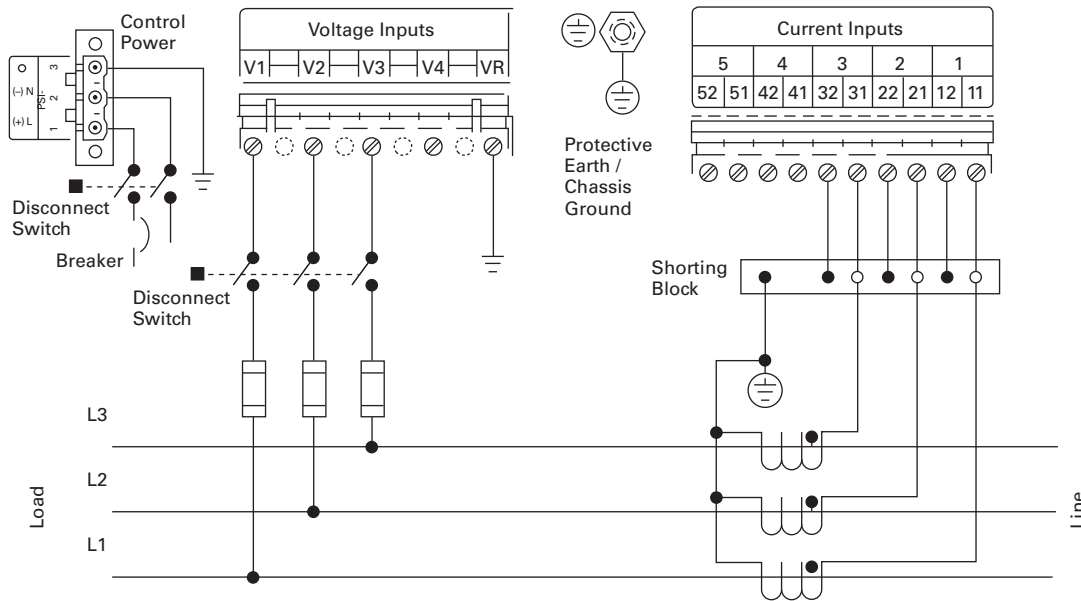 Control
Power
3
(–) N
2
PSI-
(+) L
1
Disconnect
Switch
Breaker
Voltage Inputs
V1 V2 V3 V4 VR
Disconnect
Switch
Protective
Earth /
Chassis
Ground
Current Inputs
5 4 3 2 1
52 51 42 41 32 31 22 21 12 11
Shorting
Block
L3
L2
L1
Load
Line